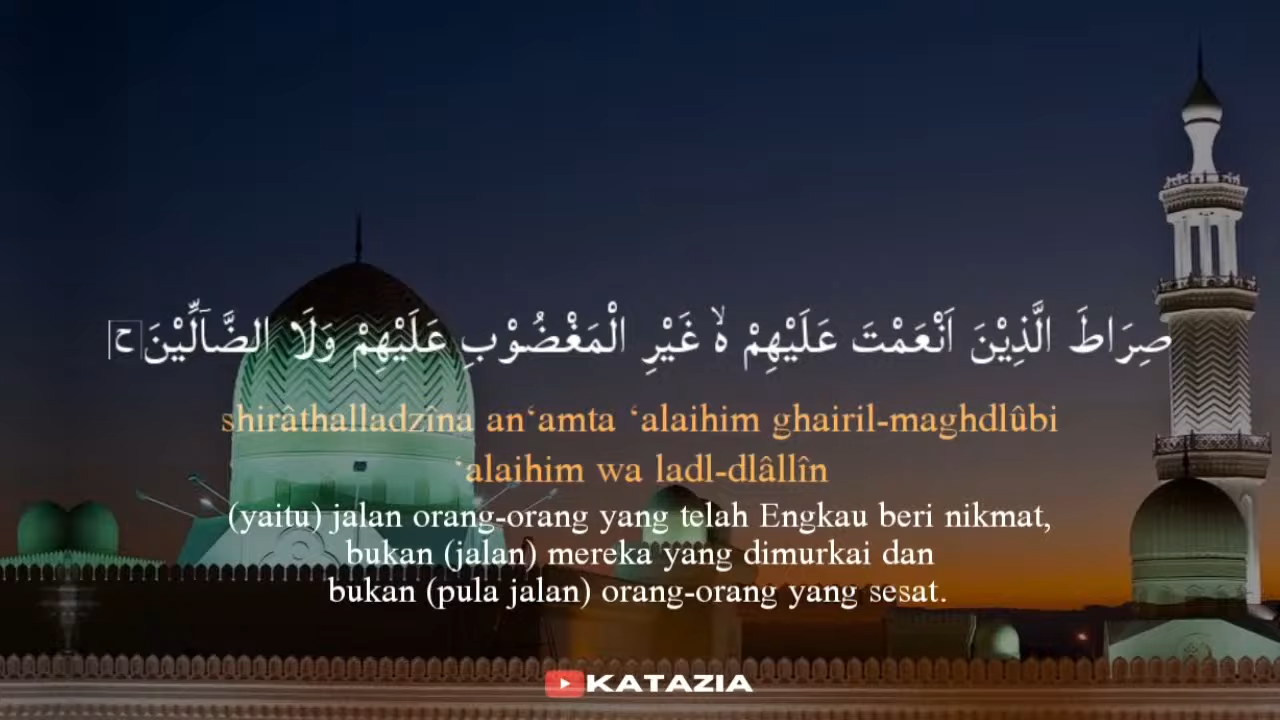 صِرَاطَ الَّذِيْنَ اَنْعَمْتَ عَلَيْهِمْ ەۙ غَيْرِ الْمَغْضُوْبِ عَلَيْهِمْ وَلَا الضَّاۤلِّيْنَ ࣖ
shirâthalladzîna an‘amta ‘alaihim ghairil-maghdlûbi
‘alaihim wa ladl-dlâllîn
(yaitu) jalan orang-orang yang telah Engkau beri nikmat,
bukan (jalan) mereka yang dimurkai dan
bukan (pula jalan) orang-orang yang sesat.
KATAZIA